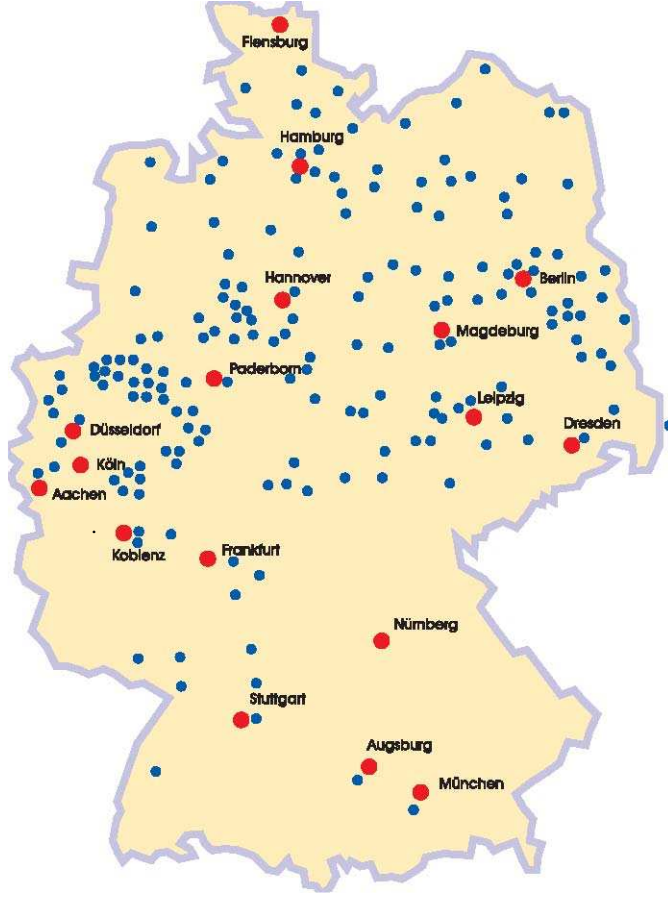 Flensburg
Hamburg
Hannover
Berlin
Magdeburg
Paderborn
Leipzig
Düsseldorf
Dresden
Köln
Aachen
Koblenz
Frankfurt
Nürnberg
Stuttgart
Augsburg
München